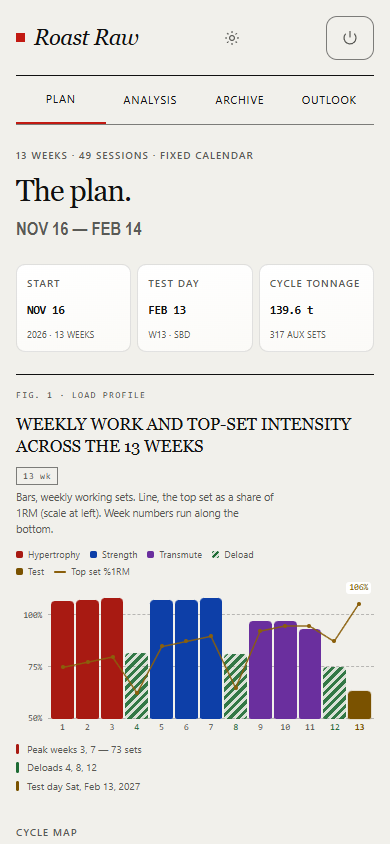 Roast Raw
PLAN
ANALYSIS
ARCHIVE
OUTLOOK
13 WEEKS · 49 SESSIONS · FIXED CALENDAR
The plan.
NOV 16 — FEB 14
START
NOV 16
2026 · 13 WEEKS
TEST DAY
FEB 13
W13 · SBD
CYCLE TONNAGE
139.6 t
317 AUX SETS
FIG. 1 · LOAD PROFILE
WEEKLY WORK AND TOP-SET INTENSITY
ACROSS THE 13 WEEKS
13 wk
Bars, weekly working sets. Line, the top set as a share of
1RM (scale at left). Week numbers run along the
bottom.
Hypertrophy
Strength
Transmute
Deload
Test
Top set %1RM
106%
100%
75%
50%
1 2 3 4 5 6 7 8 9 10 11 12 13
Peak weeks 3, 7 — 73 sets
Deloads 4, 8, 12
Test day Sat, Feb 13, 2027
CYCLE MAP